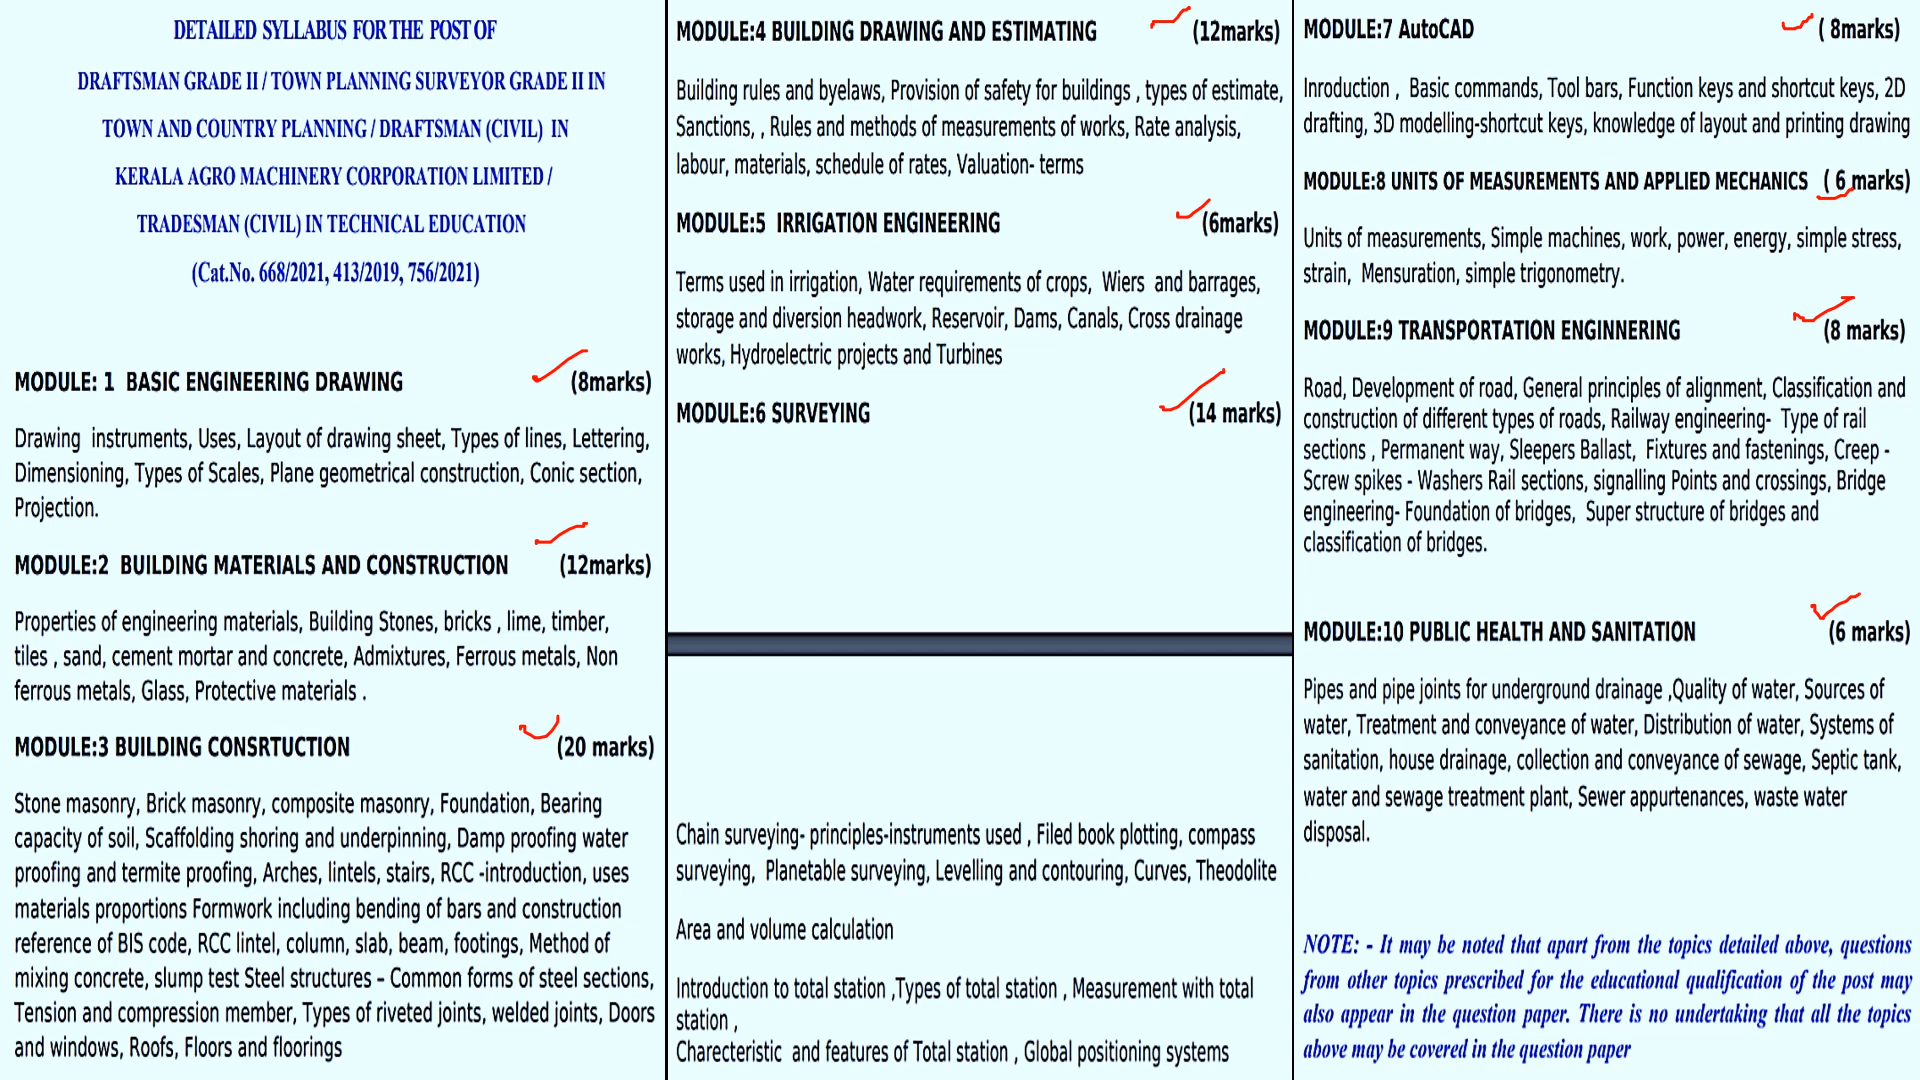 DETAILED SYLLABUS FOR THE POST OF
DRAFTSMAN GRADE II / TOWN PLANNING SURVEYOR GRADE II IN
TOWN AND COUNTRY PLANNING / DRAFTSMAN (CIVIL) IN
KERALA AGRO MACHINERY CORPORATION LIMITED /
TRADESMAN (CIVIL) IN TECHNICAL EDUCATION
(Cat.No. 668/2021, 413/2019, 756/2021)
MODULE: 1 BASIC ENGINEERING DRAWING (8marks)
Drawing instruments, Uses, Layout of drawing sheet, Types of lines, Lettering,
Dimensioning, Types of Scales, Plane geometrical construction, Conic section,
Projection.
MODULE:2 BUILDING MATERIALS AND CONSTRUCTION (12marks)
Properties of engineering materials, Building Stones, bricks , lime, timber,
tiles , sand, cement mortar and concrete, Admixtures, Ferrous metals, Non
ferrous metals, Glass, Protective materials .
MODULE:3 BUILDING CONSRTUCTION (20 marks)
Stone masonry, Brick masonry, composite masonry, Foundation, Bearing
capacity of soil, Scaffolding shoring and underpinning, Damp proofing water
proofing and termite proofing, Arches, lintels, stairs, RCC -introduction, uses
materials proportions Formwork including bending of bars and construction
reference of BIS code, RCC lintel, column, slab, beam, footings, Method of
mixing concrete, slump test Steel structures – Common forms of steel sections,
Tension and compression member, Types of riveted joints, welded joints, Doors
and windows, Roofs, Floors and floorings
MODULE:4 BUILDING DRAWING AND ESTIMATING (12marks)
Building rules and byelaws, Provision of safety for buildings , types of estimate,
Sanctions, , Rules and methods of measurements of works, Rate analysis,
labour, materials, schedule of rates, Valuation- terms
MODULE:5 IRRIGATION ENGINEERING (6marks)
Terms used in irrigation, Water requirements of crops, Wiers and barrages,
storage and diversion headwork, Reservoir, Dams, Canals, Cross drainage
works, Hydroelectric projects and Turbines
MODULE:6 SURVEYING (14 marks)
Chain surveying- principles-instruments used , Filed book plotting, compass
surveying, Planetable surveying, Levelling and contouring, Curves, Theodolite
Area and volume calculation
Introduction to total station ,Types of total station , Measurement with total
station ,
Charecteristic and features of Total station , Global positioning systems
MODULE:7 AutoCAD ( 8marks)
Inroduction , Basic commands, Tool bars, Function keys and shortcut keys, 2D
drafting, 3D modelling-shortcut keys, knowledge of layout and printing drawing
MODULE:8 UNITS OF MEASUREMENTS AND APPLIED MECHANICS ( 6 marks)
Units of measurements, Simple machines, work, power, energy, simple stress,
strain, Mensuration, simple trigonometry.
MODULE:9 TRANSPORTATION ENGINNERING (8 marks)
Road, Development of road, General principles of alignment, Classification and
construction of different types of roads, Railway engineering- Type of rail
sections , Permanent way, Sleepers Ballast, Fixtures and fastenings, Creep -
Screw spikes - Washers Rail sections, signalling Points and crossings, Bridge
engineering- Foundation of bridges, Super structure of bridges and
classification of bridges.
MODULE:10 PUBLIC HEALTH AND SANITATION (6 marks)
Pipes and pipe joints for underground drainage ,Quality of water, Sources of
water, Treatment and conveyance of water, Distribution of water, Systems of
sanitation, house drainage, collection and conveyance of sewage, Septic tank,
water and sewage treatment plant, Sewer appurtenances, waste water
disposal.
NOTE: - It may be noted that apart from the topics detailed above, questions
from other topics prescribed for the educational qualification of the post may
also appear in the question paper. There is no undertaking that all the topics
above may be covered in the question paper